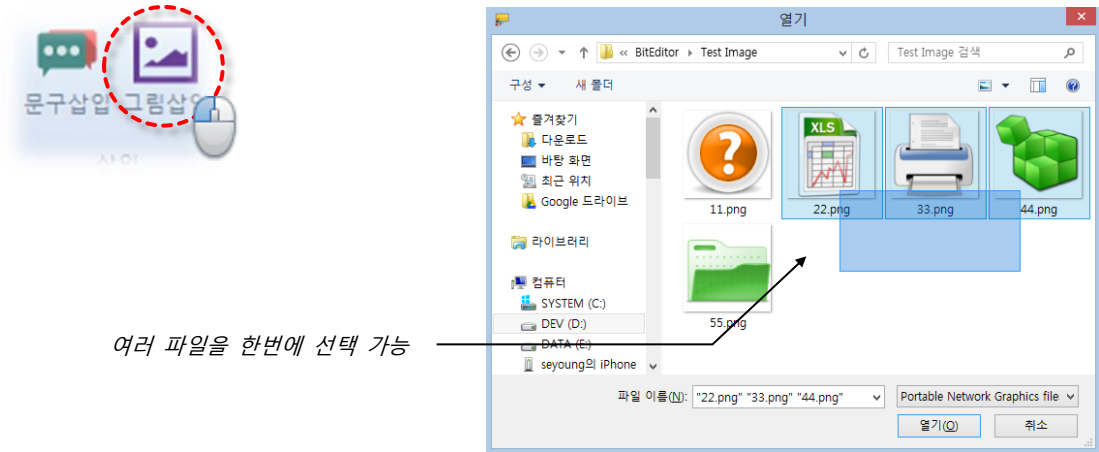 문구삽입 그림삽입
삽입
여러 파일을 한번에 선택 가능
열기
« BitEditor ▸ Test Image
Test Image 검색
구성 새 폴더
즐겨찾기
다운로드
바탕 화면
최근 위치
Google 드라이브
라이브러리
컴퓨터
SYSTEM (C:)
DEV (D:)
DATA (E:)
seyoung의 iPhone
XLS
11.png 22.png 33.png 44.png
55.png
파일 이름(N): "22.png" "33.png" "44.png" Portable Network Graphics file
열기(O) 취소